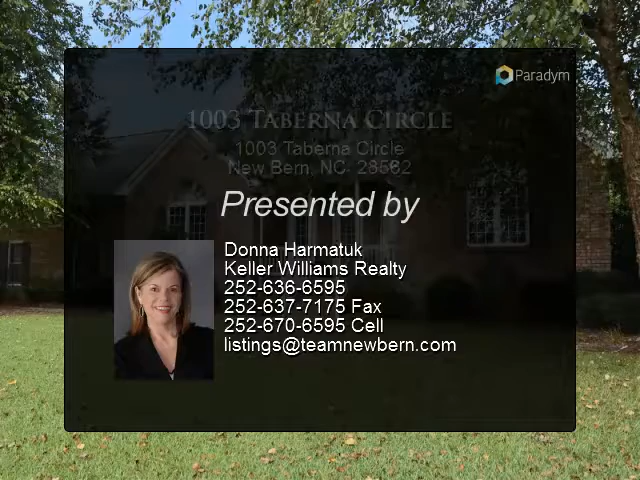 Paradym
1003 Taberna Circle
1003 Taberna Circle
New Bern, NC 28562
Presented by
Donna Harmatuk
Keller Williams Realty
252-636-6595
252-637-7175 Fax
252-670-6595 Cell
listings@teamnewbern.com